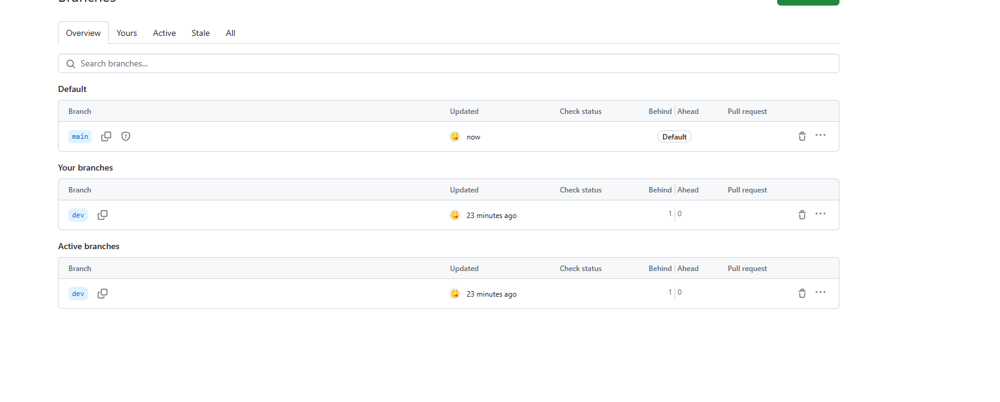 Branches
Overview Yours Active Stale All
Search branches...
Default
Branch Updated Check status Behind Ahead Pull request
main now Default
Your branches
Branch Updated Check status Behind Ahead Pull request
dev 23 minutes ago 1 0
Active branches
Branch Updated Check status Behind Ahead Pull request
dev 23 minutes ago 1 0